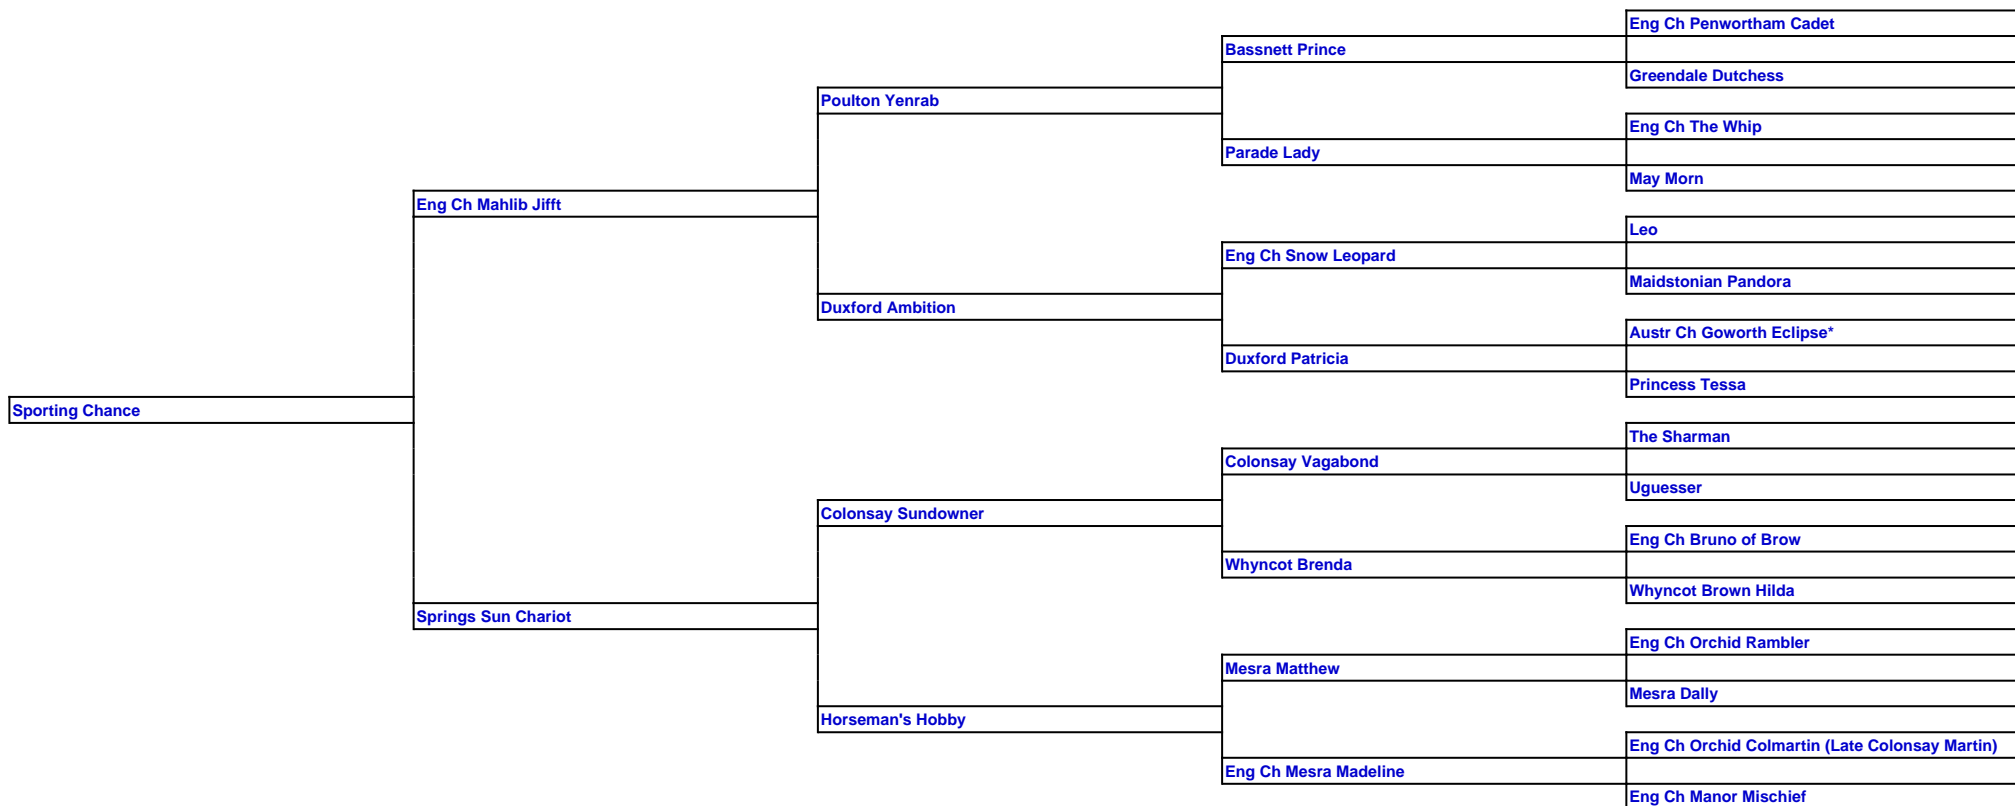 Eng Ch Penwortham Cadet
Bassnett Prince
Greendale Dutchess
Poulton Yenrab
Eng Ch The Whip
Parade Lady
May Morn
Eng Ch Mahlib Jifft
Leo
Eng Ch Snow Leopard
Maidstonian Pandora
Duxford Ambition
Austr Ch Goworth Eclipse*
Duxford Patricia
Princess Tessa
Sporting Chance
The Sharman
Colonsay Vagabond
Uguesser
Colonsay Sundowner
Eng Ch Bruno of Brow
Whyncot Brenda
Whyncot Brown Hilda
Springs Sun Chariot
Eng Ch Orchid Rambler
Mesra Matthew
Mesra Dally
Horseman's Hobby
Eng Ch Orchid Colmartin (Late Colonsay Martin)
Eng Ch Mesra Madeline
Eng Ch Manor Mischief